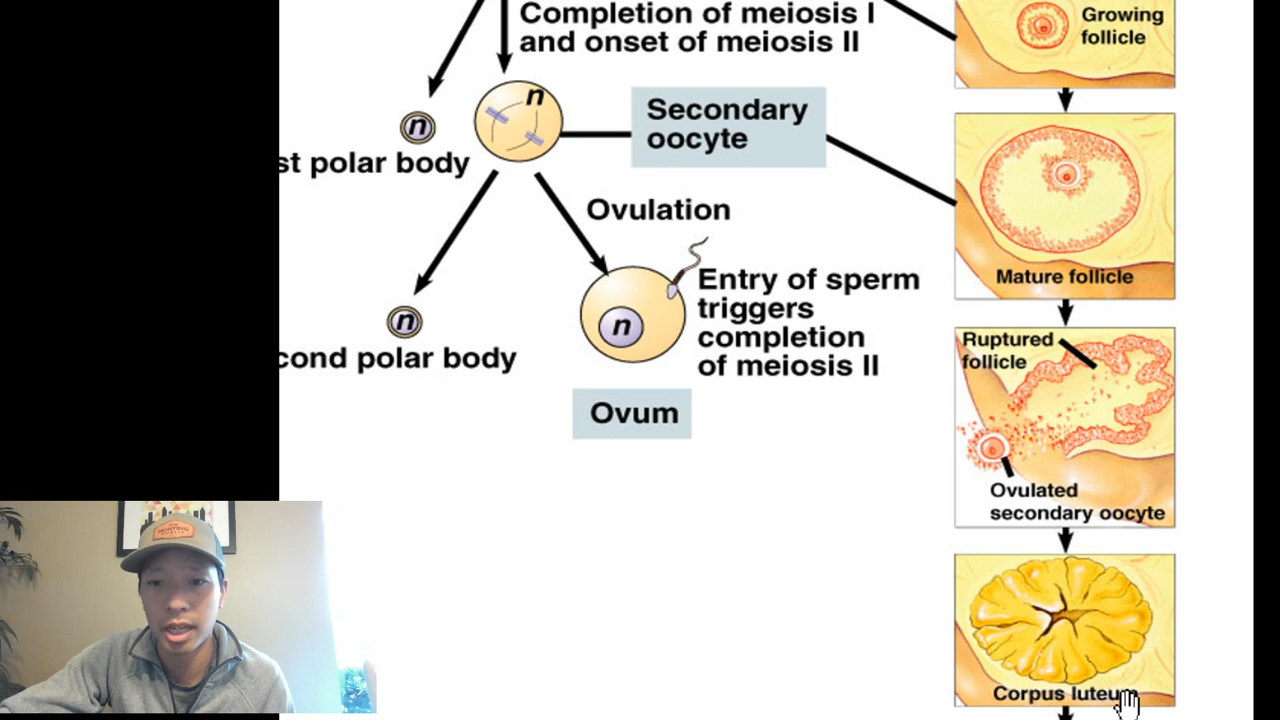 Completion of meiosis I
and onset of meiosis II
Growing
follicle
n
n
Secondary
oocyte
st polar body
Ovulation
Mature follicle
Entry of sperm
triggers
completion
of meiosis II
n
n
cond polar body
Ovum
Ruptured
follicle
Ovulated
secondary oocyte
Corpus luteum